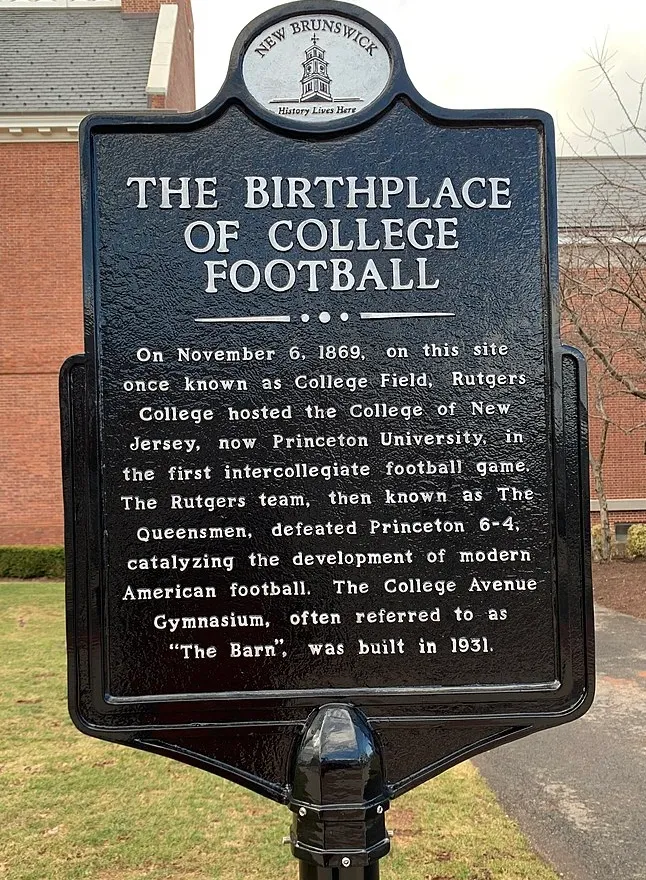 NEW BRUNSWICK
History Lives Here
THE BIRTHPLACE
OF COLLEGE
FOOTBALL
On November 6, 1869, on this site
once known as College Field, Rutgers
College hosted the College of New
Jersey, now Princeton University, in
the first intercollegiate football game.
The Rutgers team, then known as The
Queensmen, defeated Princeton 6-4,
catalyzing the development of modern
American football. The College Avenue
Gymnasium, often referred to as
“The Barn”, was built in 1931.